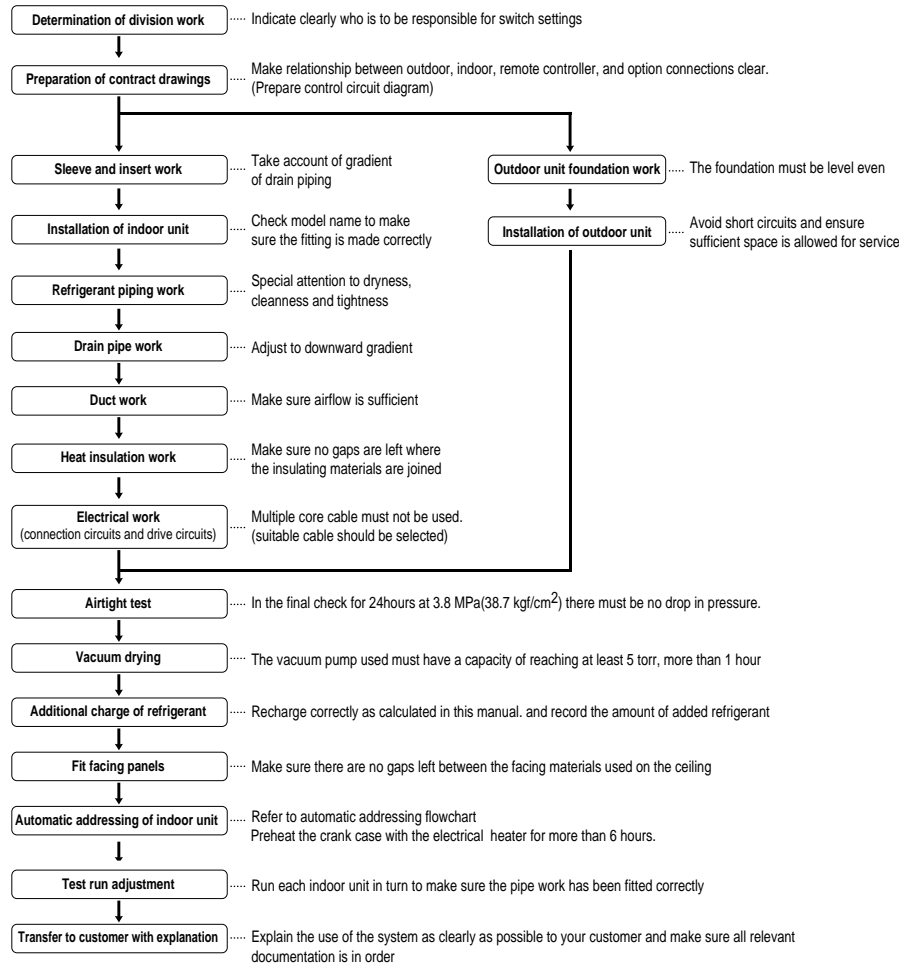 Determination of division work
..... Indicate clearly who is to be responsible for switch settings
Preparation of contract drawings
..... Make relationship between outdoor, indoor, remote controller, and option connections clear.
(Prepare control circuit diagram)
Sleeve and insert work
..... Take account of gradient
of drain piping
Outdoor unit foundation work
..... The foundation must be level even
Installation of indoor unit
..... Check model name to make
sure the fitting is made correctly
Installation of outdoor unit
..... Avoid short circuits and ensure
sufficient space is allowed for service
Refrigerant piping work
..... Special attention to dryness,
cleanness and tightness
Drain pipe work
..... Adjust to downward gradient
Duct work
..... Make sure airflow is sufficient
Heat insulation work
..... Make sure no gaps are left where
the insulating materials are joined
Electrical work
(connection circuits and drive circuits)
..... Multiple core cable must not be used.
(suitable cable should be selected)
Airtight test
..... In the final check for 24hours at 3.8 MPa(38.7 kgf/cm2) there must be no drop in pressure.
Vacuum drying
..... The vacuum pump used must have a capacity of reaching at least 5 torr, more than 1 hour
Additional charge of refrigerant
..... Recharge correctly as calculated in this manual. and record the amount of added refrigerant
Fit facing panels
..... Make sure there are no gaps left between the facing materials used on the ceiling
Automatic addressing of indoor unit
..... Refer to automatic addressing flowchart
Preheat the crank case with the electrical heater for more than 6 hours.
Test run adjustment
..... Run each indoor unit in turn to make sure the pipe work has been fitted correctly
Transfer to customer with explanation
..... Explain the use of the system as clearly as possible to your customer and make sure all relevant
documentation is in order